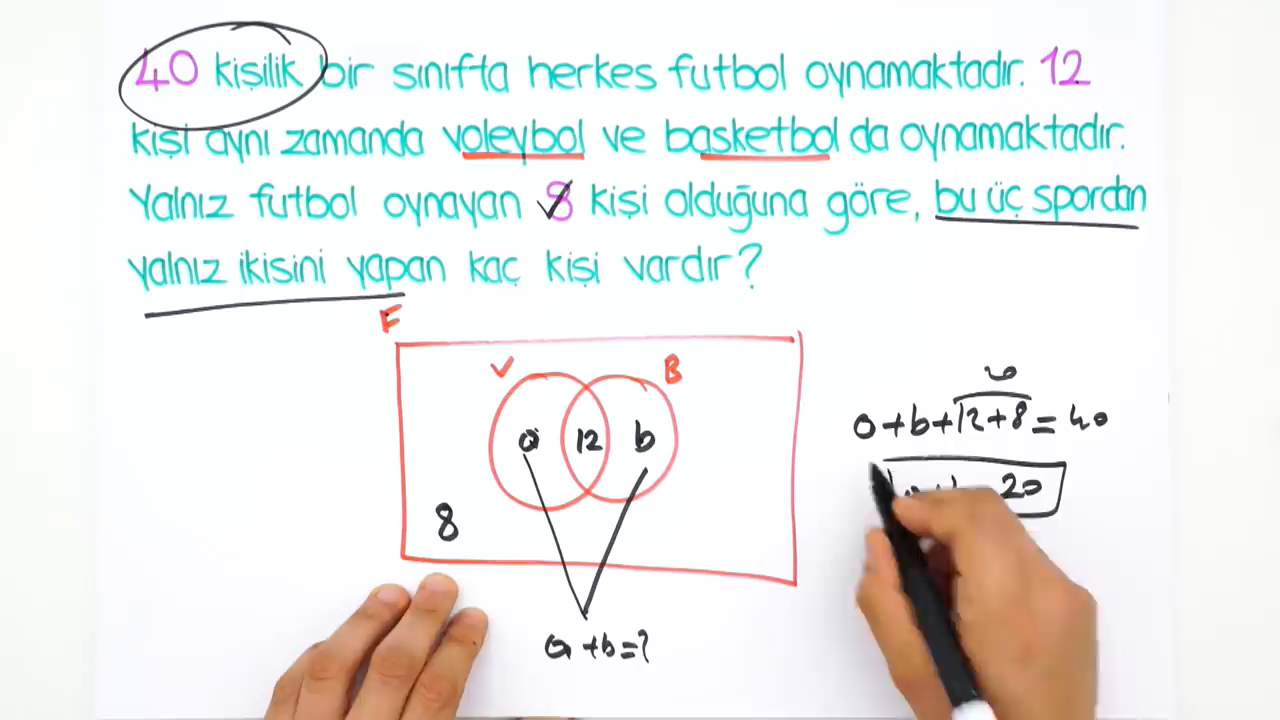 40 kişilik bir sınıfta herkes futbol oynamaktadır. 12
kişi aynı zamanda voleybol ve basketbol da oynamaktadır.
Yalnız futbol oynayan 8 kişi olduğuna göre, bu üç spordan
yalnız ikisini yapan kaç kişi vardır?
F
V B
a 12 b
8
a+b=?
a+b+12+8=40
20